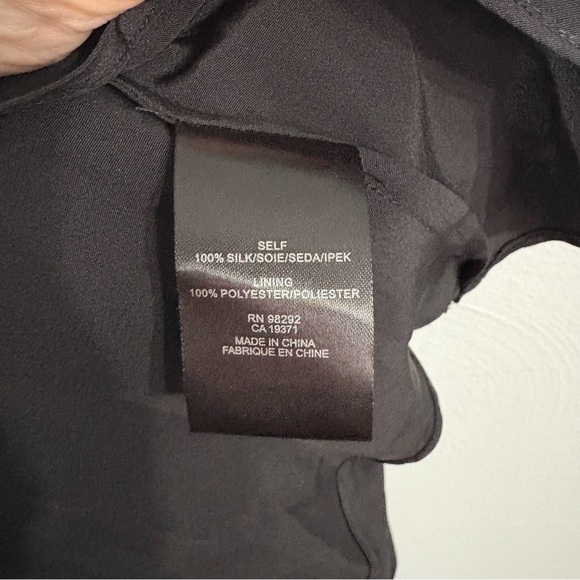 SELF
100% SILK/SOIE/SEDA/IPEK
LINING
100% POLYESTER/POLIESTER
RN 98292
CA 19371
MADE IN CHINA
FABRIQUE EN CHINE